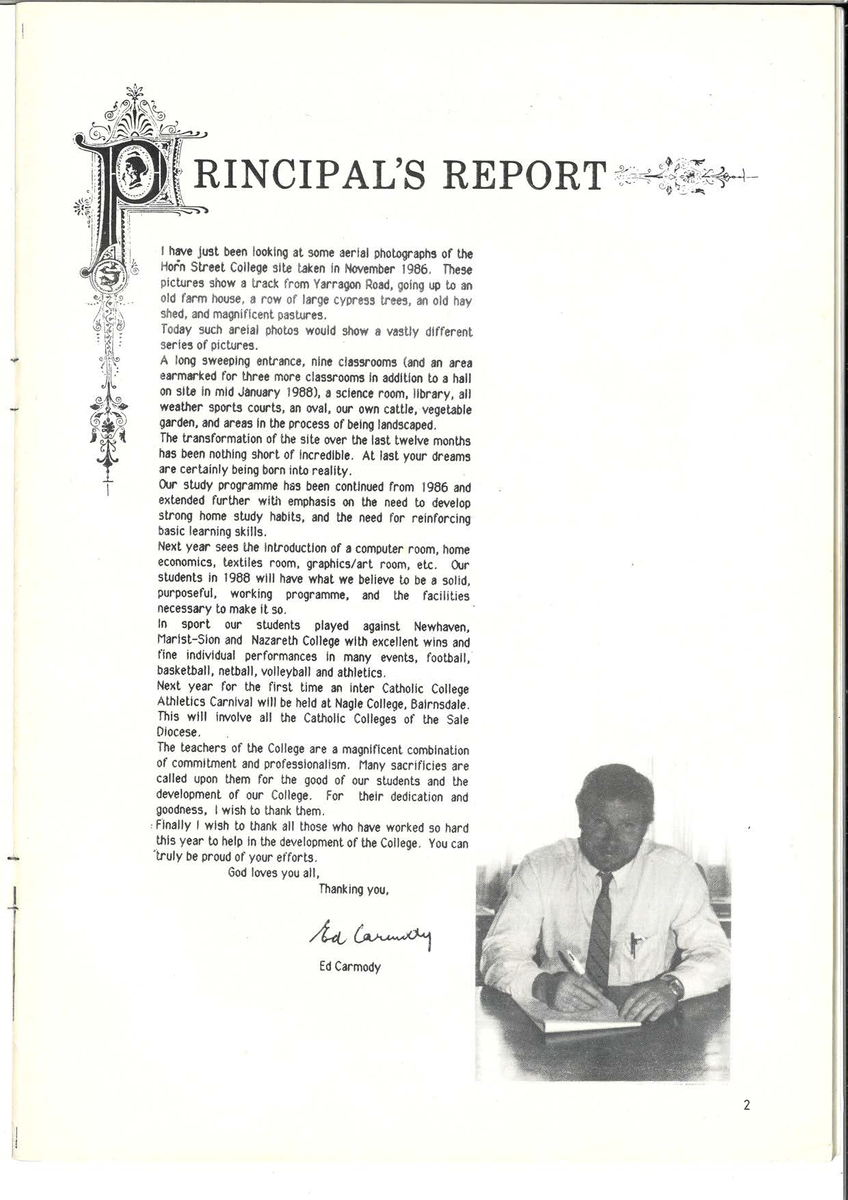 PRINCIPAL'S REPORT
I have just been looking at some aerial photographs of the
Horn Street College site taken in November 1986. These
pictures show a track from Yarragon Road, going up to an
old farm house, a row of large cypress trees, an old hay
shed, and magnificent pastures.
Today such areial photos would show a vastly different
series of pictures.
A long sweeping entrance, nine classrooms (and an area
earmarked for three more classrooms in addition to a hall
on site in mid January 1988), a science room, library, all
weather sports courts, an oval, our own cattle, vegetable
garden, and areas in the process of being landscaped.
The transformation of the site over the last twelve months
has been nothing short of incredible. At last your dreams
are certainly being born into reality.
Our study programme has been continued from 1986 and
extended further with emphasis on the need to develop
strong home study habits, and the need for reinforcing
basic learning skills.
Next year sees the introduction of a computer room, home
economics, textiles room, graphics/art room, etc. Our
students in 1988 will have what we believe to be a solid,
purposeful, working programme, and the facilities
necessary to make it so.
In sport our students played against Newhaven,
Marist-Sion and Nazareth College with excellent wins and
fine individual performances in many events, football,
basketball, netball, volleyball and athletics.
Next year for the first time an inter Catholic College
Athletics Carnival will be held at Nagle College, Bairnsdale.
This will involve all the Catholic Colleges of the Sale
Diocese.
The teachers of the College are a magnificent combination
of commitment and professionalism. Many sacrificies are
called upon them for the good of our students and the
development of our College. For their dedication and
goodness, I wish to thank them.
Finally I wish to thank all those who have worked so hard
this year to help in the development of the College. You can
truly be proud of your efforts.
God loves you all,
Thanking you,
Ed Carmody
Ed Carmody
2